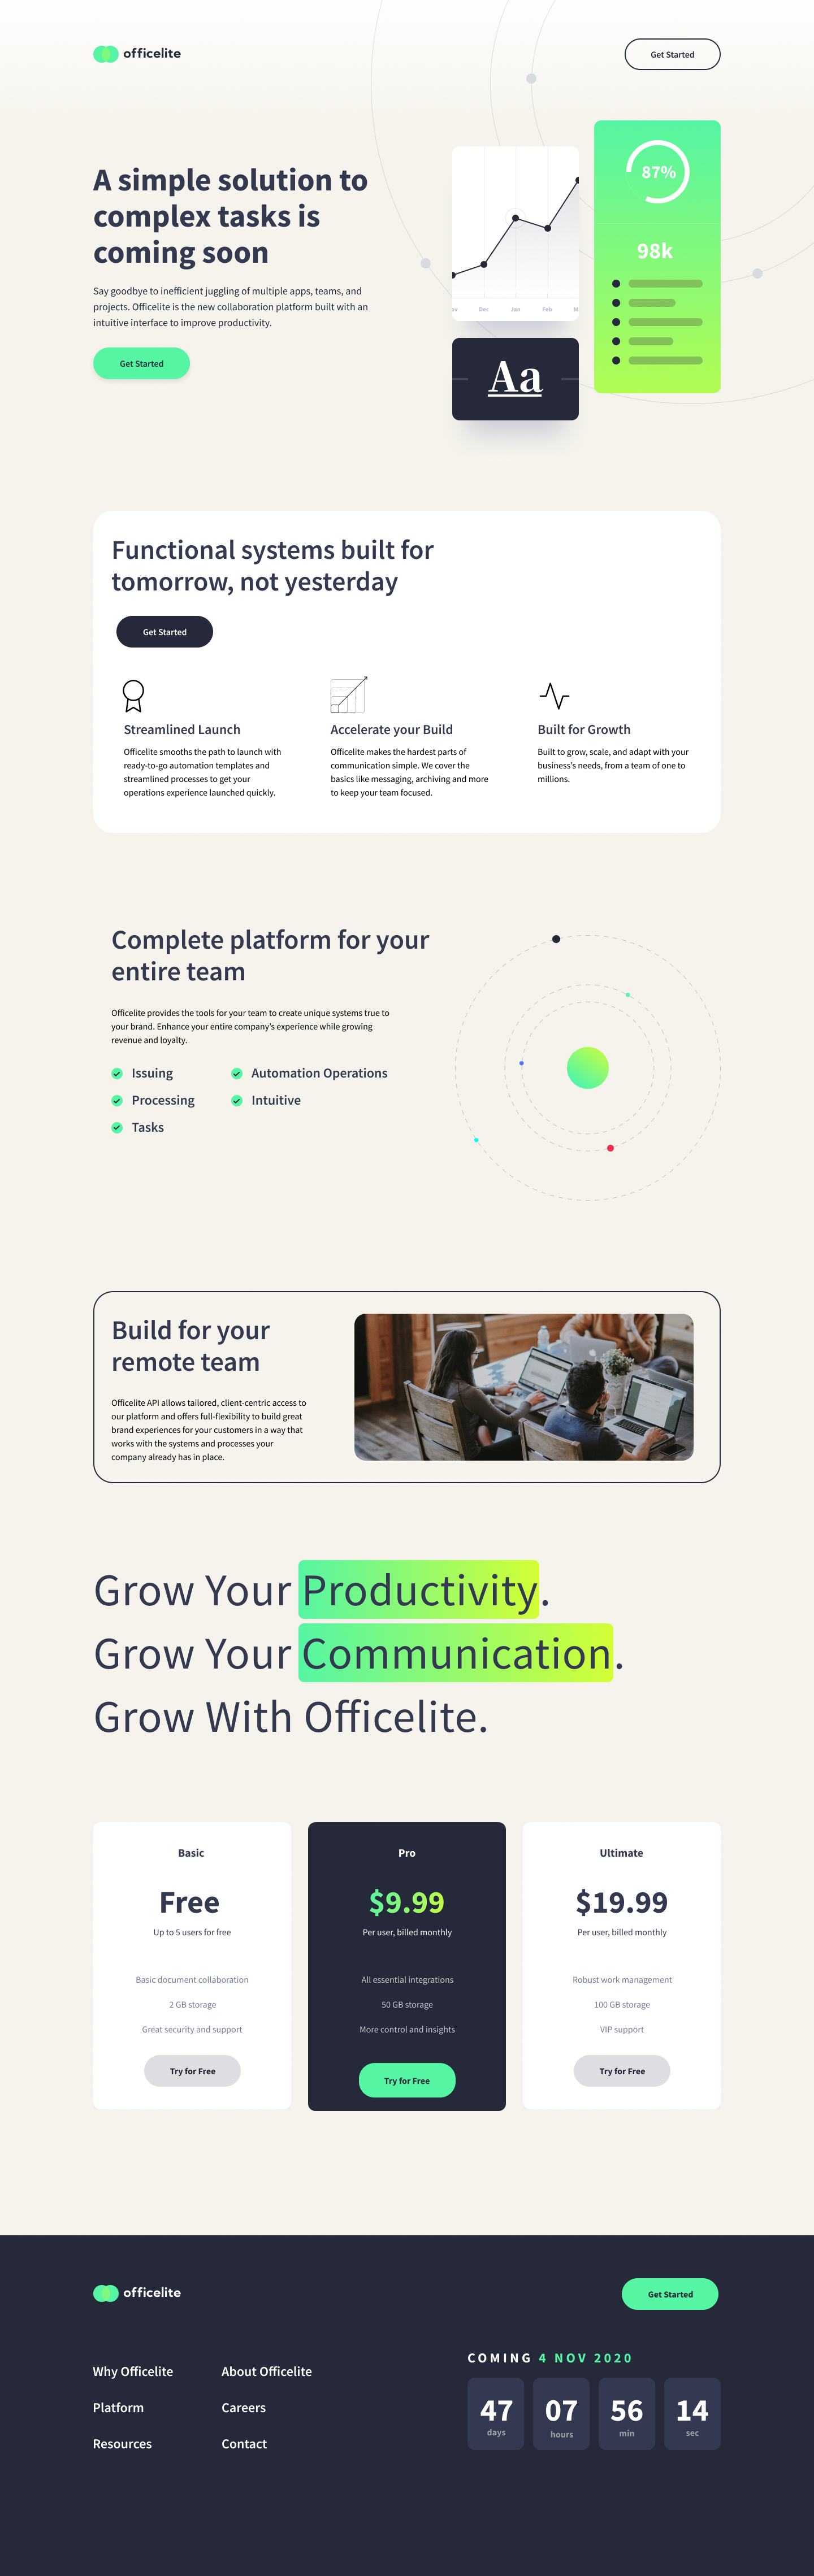 officelite
Get Started
A simple solution to
complex tasks is
coming soon
Say goodbye to inefficient juggling of multiple apps, teams, and
projects. Officelite is the new collaboration platform built with an
intuitive interface to improve productivity.
Get Started
Dec Jan Feb
Aa
87%
98k
Functional systems built for
tomorrow, not yesterday
Get Started
Streamlined Launch
Officelite smooths the path to launch with
ready-to-go automation templates and
streamlined processes to get your
operations experience launched quickly.
Accelerate your Build
Officelite makes the hardest parts of
communication simple. We cover the
basics like messaging, archiving and more
to keep your team focused.
Built for Growth
Built to grow, scale, and adapt with your
business's needs, from a team of one to
millions.
Complete platform for your
entire team
Officelite provides the tools for your team to create unique systems true to
your brand. Enhance your entire company's experience while growing
revenue and loyalty.
Issuing
Processing
Tasks
Automation Operations
Intuitive
Build for your
remote team
Officelite API allows tailored, client-centric access to
our platform and offers full-flexibility to build great
brand experiences for your customers in a way that
works with the systems and processes your
company already has in place.
Grow Your Productivity.
Grow Your Communication.
Grow With Officelite.
Basic
Free
Up to 5 users for free
Basic document collaboration
2 GB storage
Great security and support
Try for Free
Pro
$9.99
Per user, billed monthly
All essential integrations
50 GB storage
More control and insights
Try for Free
Ultimate
$19.99
Per user, billed monthly
Robust work management
100 GB storage
VIP support
Try for Free
officelite
Get Started
Why Officelite
Platform
Resources
About Officelite
Careers
Contact
COMING 4 NOV 2020
47 07 56 14
days hours min sec